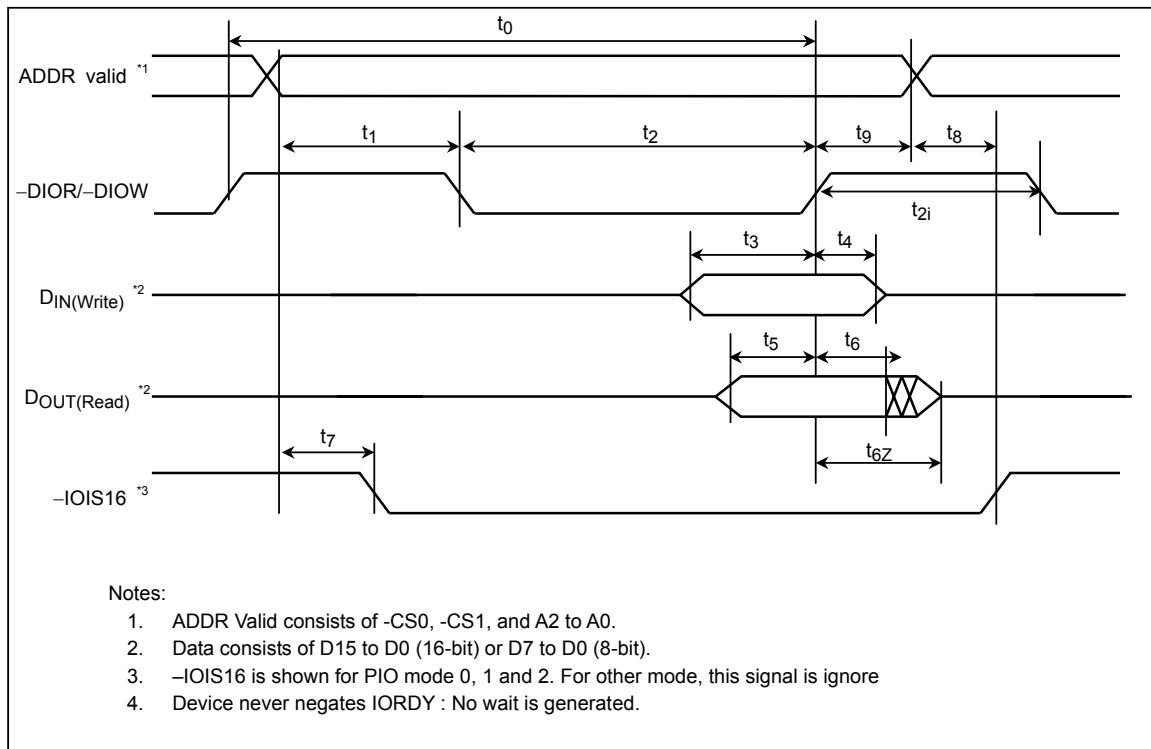 t0
ADDR valid *1
t1 t2 t9 t8
–DIOR/–DIOW
t2i
t3 t4
DIN(Write) *2
t5 t6
DOUT(Read) *2
t7 t6Z
–IOIS16 *3
Notes:
1. ADDR Valid consists of -CS0, -CS1, and A2 to A0.
2. Data consists of D15 to D0 (16-bit) or D7 to D0 (8-bit).
3. –IOIS16 is shown for PIO mode 0, 1 and 2. For other mode, this signal is ignore
4. Device never negates IORDY : No wait is generated.